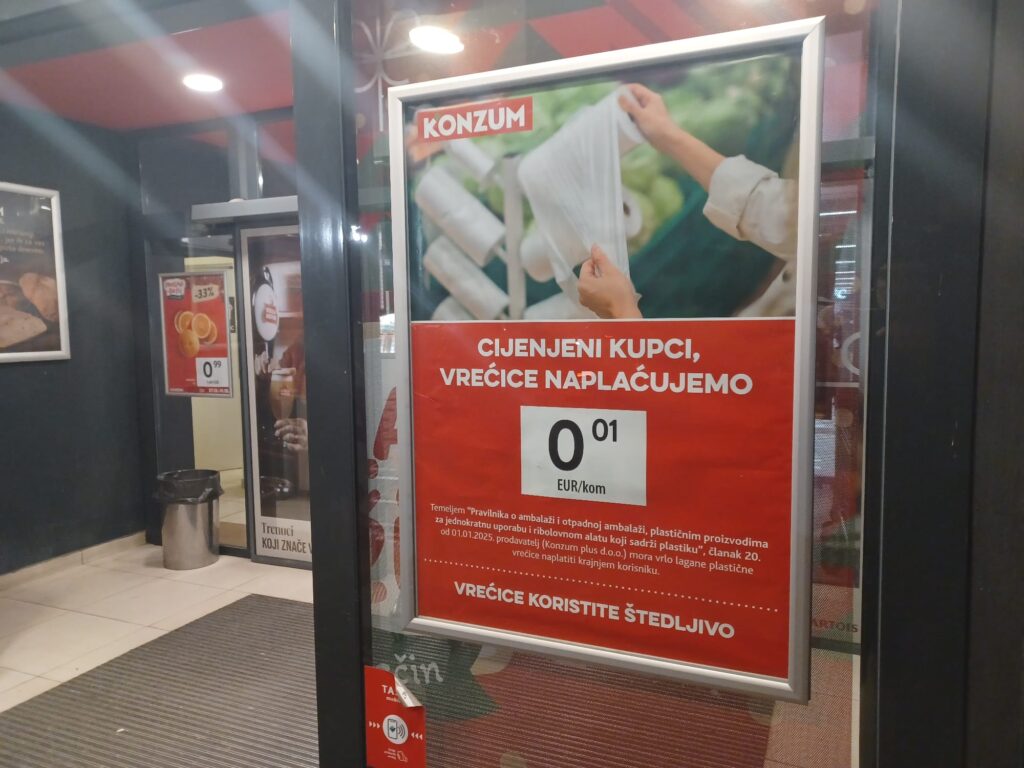 KONZUM
CIJENJENI KUPCI,
VREĆICE NAPLAĆUJEMO
0 01
EUR/kom
Temeljem "Pravilnika o ambalaži i otpadnoj ambalaži, plastičnim proizvodima
za jednokratnu uporabu i ribolovnom alatu koji sadrži plastiku", članak 20.
od 01.01.2025. prodavatelj (Konzum plus d.o.o.) mora vrlo lagane plastične
vrećice naplatiti krajnjem korisniku.
VREĆICE KORISTITE ŠTEDLJIVO
-33%
0 99
Trenuci
KOJI ZNAČE
ARTOIS
čin